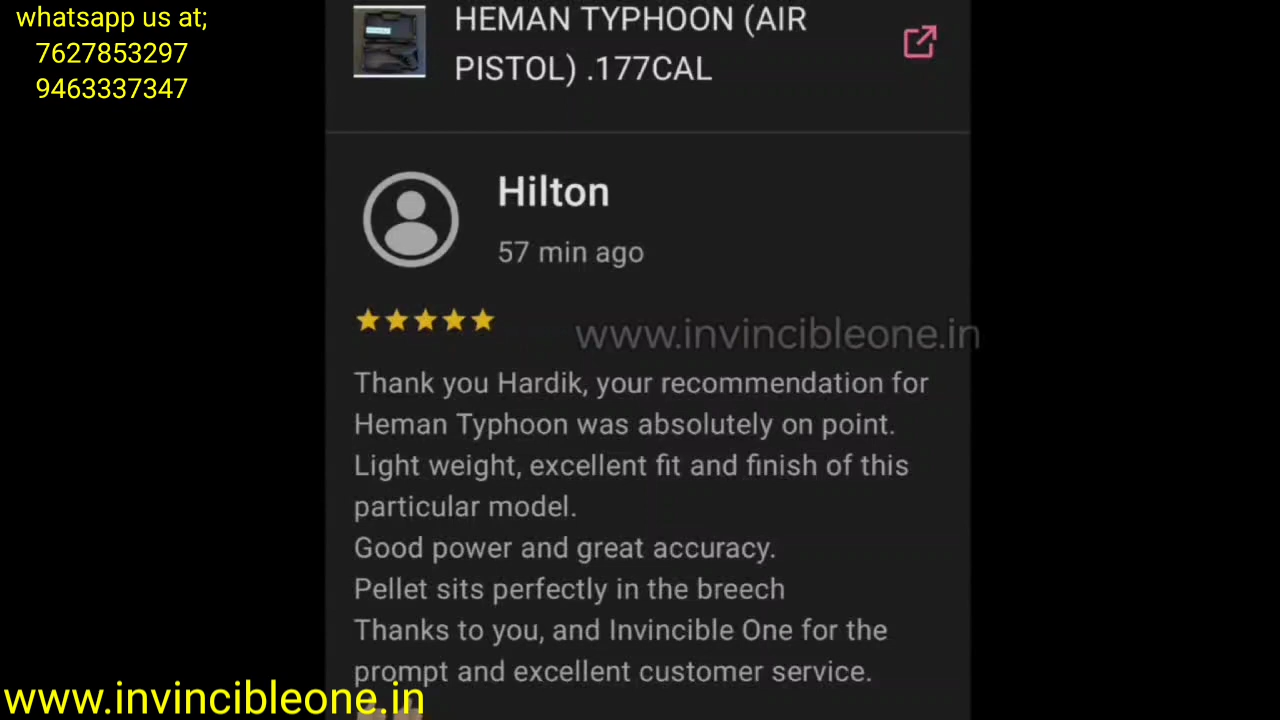 whatsapp us at;
7627853297
9463337347
HEMAN TYPHOON (AIR
PISTOL) .177CAL
Hilton
57 min ago
www.invincibleone.in
Thank you Hardik, your recommendation for
Heman Typhoon was absolutely on point.
Light weight, excellent fit and finish of this
particular model.
Good power and great accuracy.
Pellet sits perfectly in the breech
Thanks to you, and Invincible One for the
prompt and excellent customer service.
www.invincibleone.in